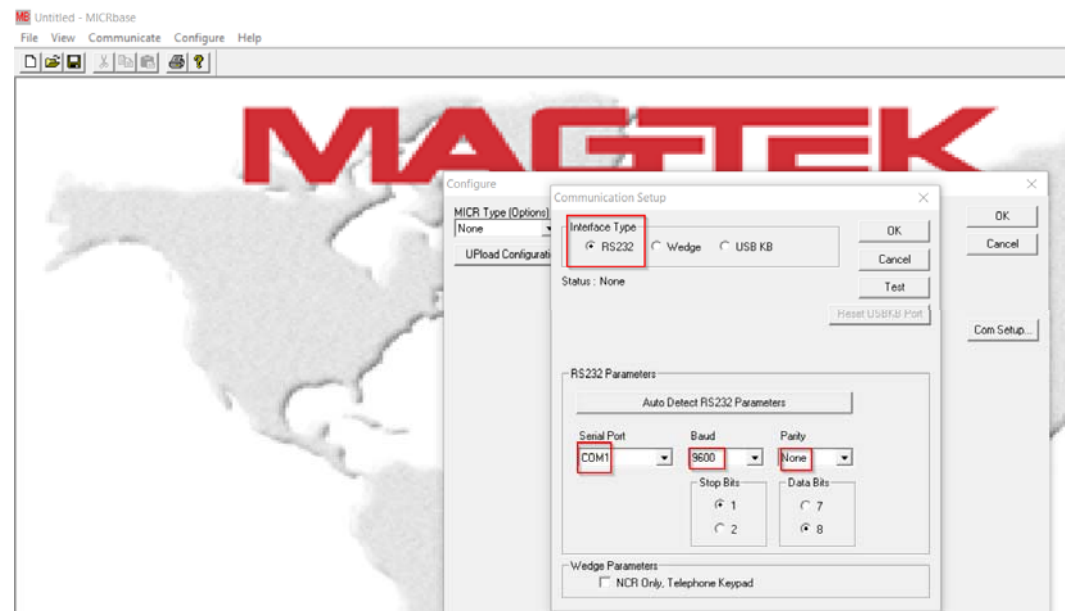 MB Untitled - MICRbase
File View Communicate Configure Help
MAGTEK
Configure
MICR Type (Options)
None
UPload Configurati
OK
Cancel
Com Setup...
Communication Setup
Interface Type
RS232 Wedge USB KB
OK
Cancel
Test
Status : None
Reset USBKB Port
RS232 Parameters
Auto Detect RS232 Parameters
Serial Port Baud Parity
COM1 9600 None
Stop Bits Data Bits
1 7
2 8
Wedge Parameters
NCR Only, Telephone Keypad